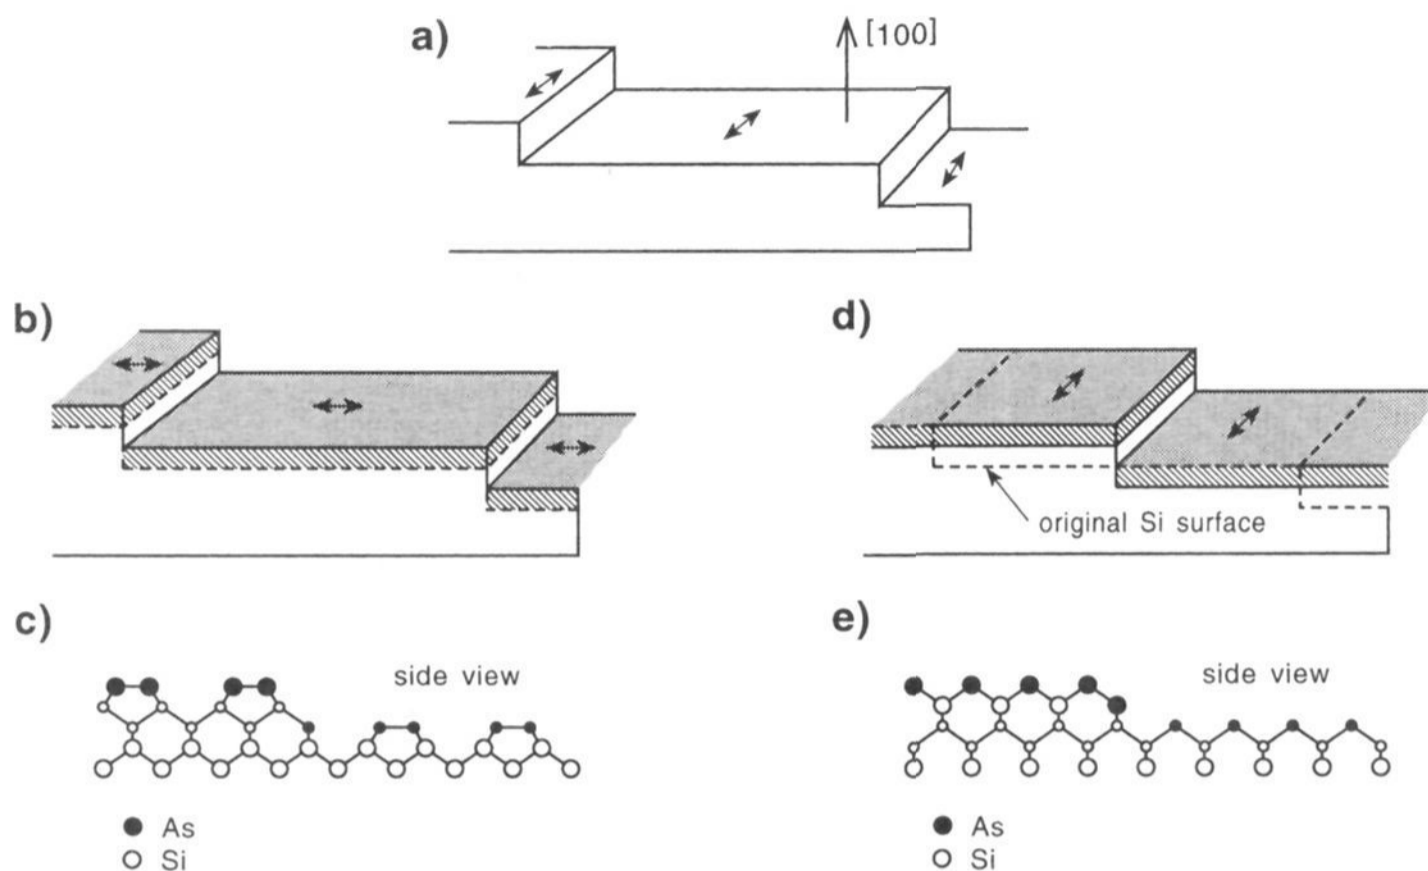 a)
[100]
b)
d)
original Si surface
c)
side view
As
Si
e)
side view
As
Si